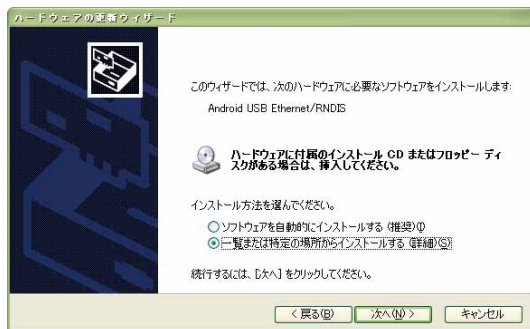 ハードウェアの更新ウィザード
このウィザードでは、次のハードウェアに必要なソフトウェアをインストールします:
Android USB Ethernet/RNDIS
ハードウェアに付属のインストール CD またはフロッピー ディ
スクがある場合は、挿入してください。
インストール方法を選んでください。
ソフトウェアを自動的にインストールする (推奨)(I)
一覧または特定の場所からインストールする (詳細)(S)
続行するには、[次へ] をクリックしてください。
< 戻る(B) 次へ(N) > キャンセル